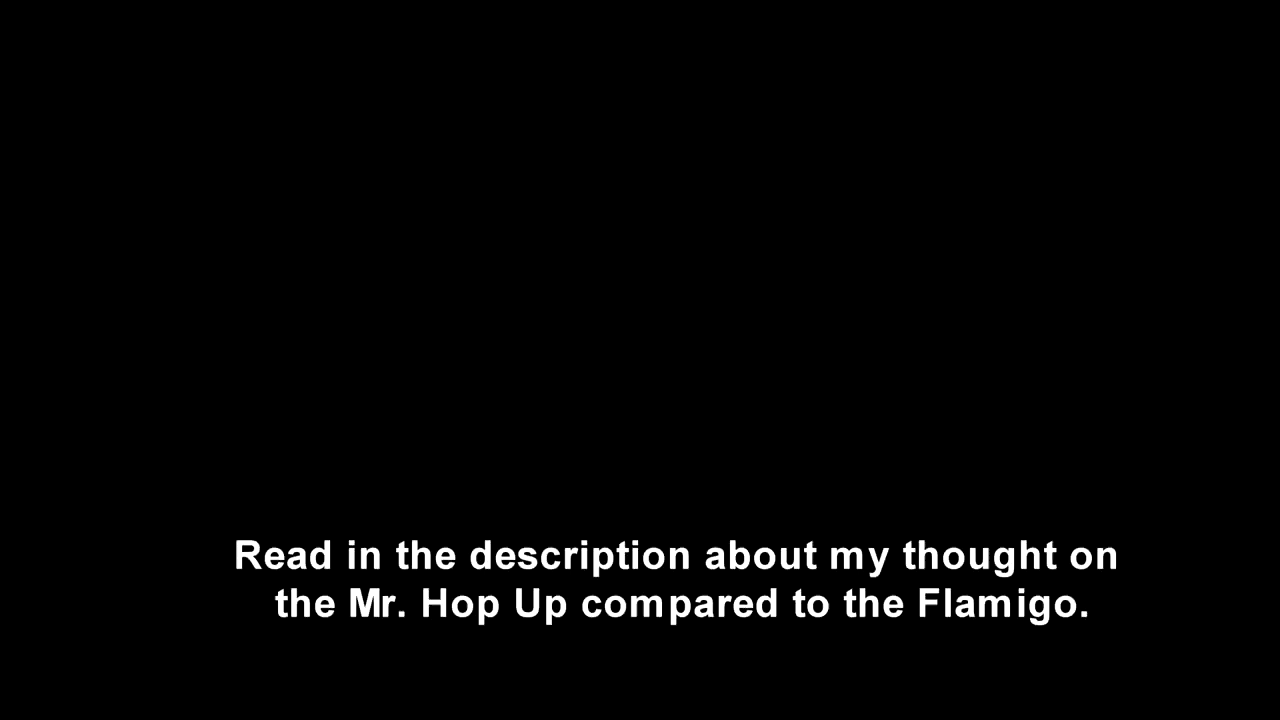 Read in the description about my thought on
the Mr. Hop Up compared to the Flamigo.